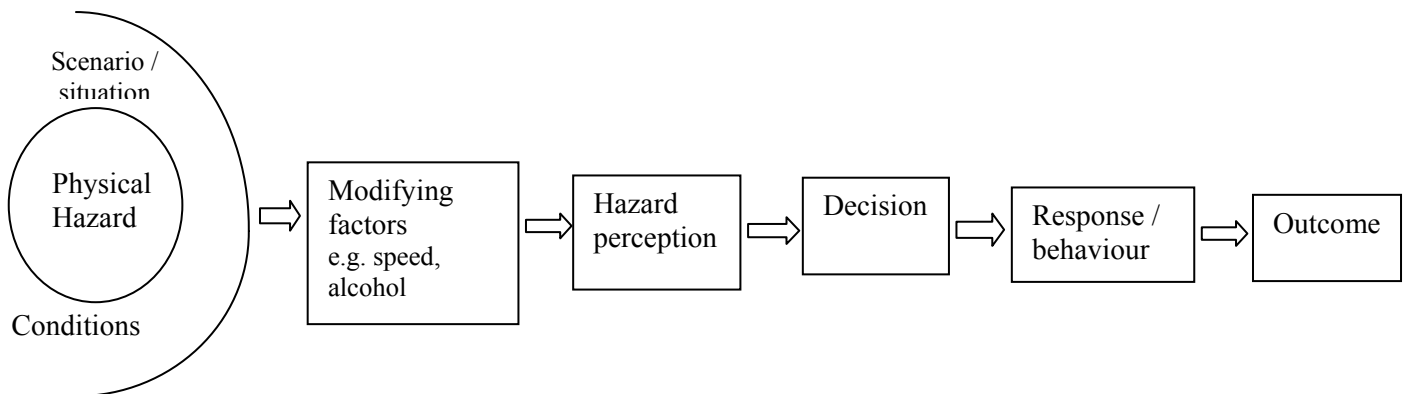 Scenario /
situation
Physical
Hazard
Conditions
Modifying
factors
e.g. speed,
alcohol
Hazard
perception
Decision
Response /
behaviour
Outcome